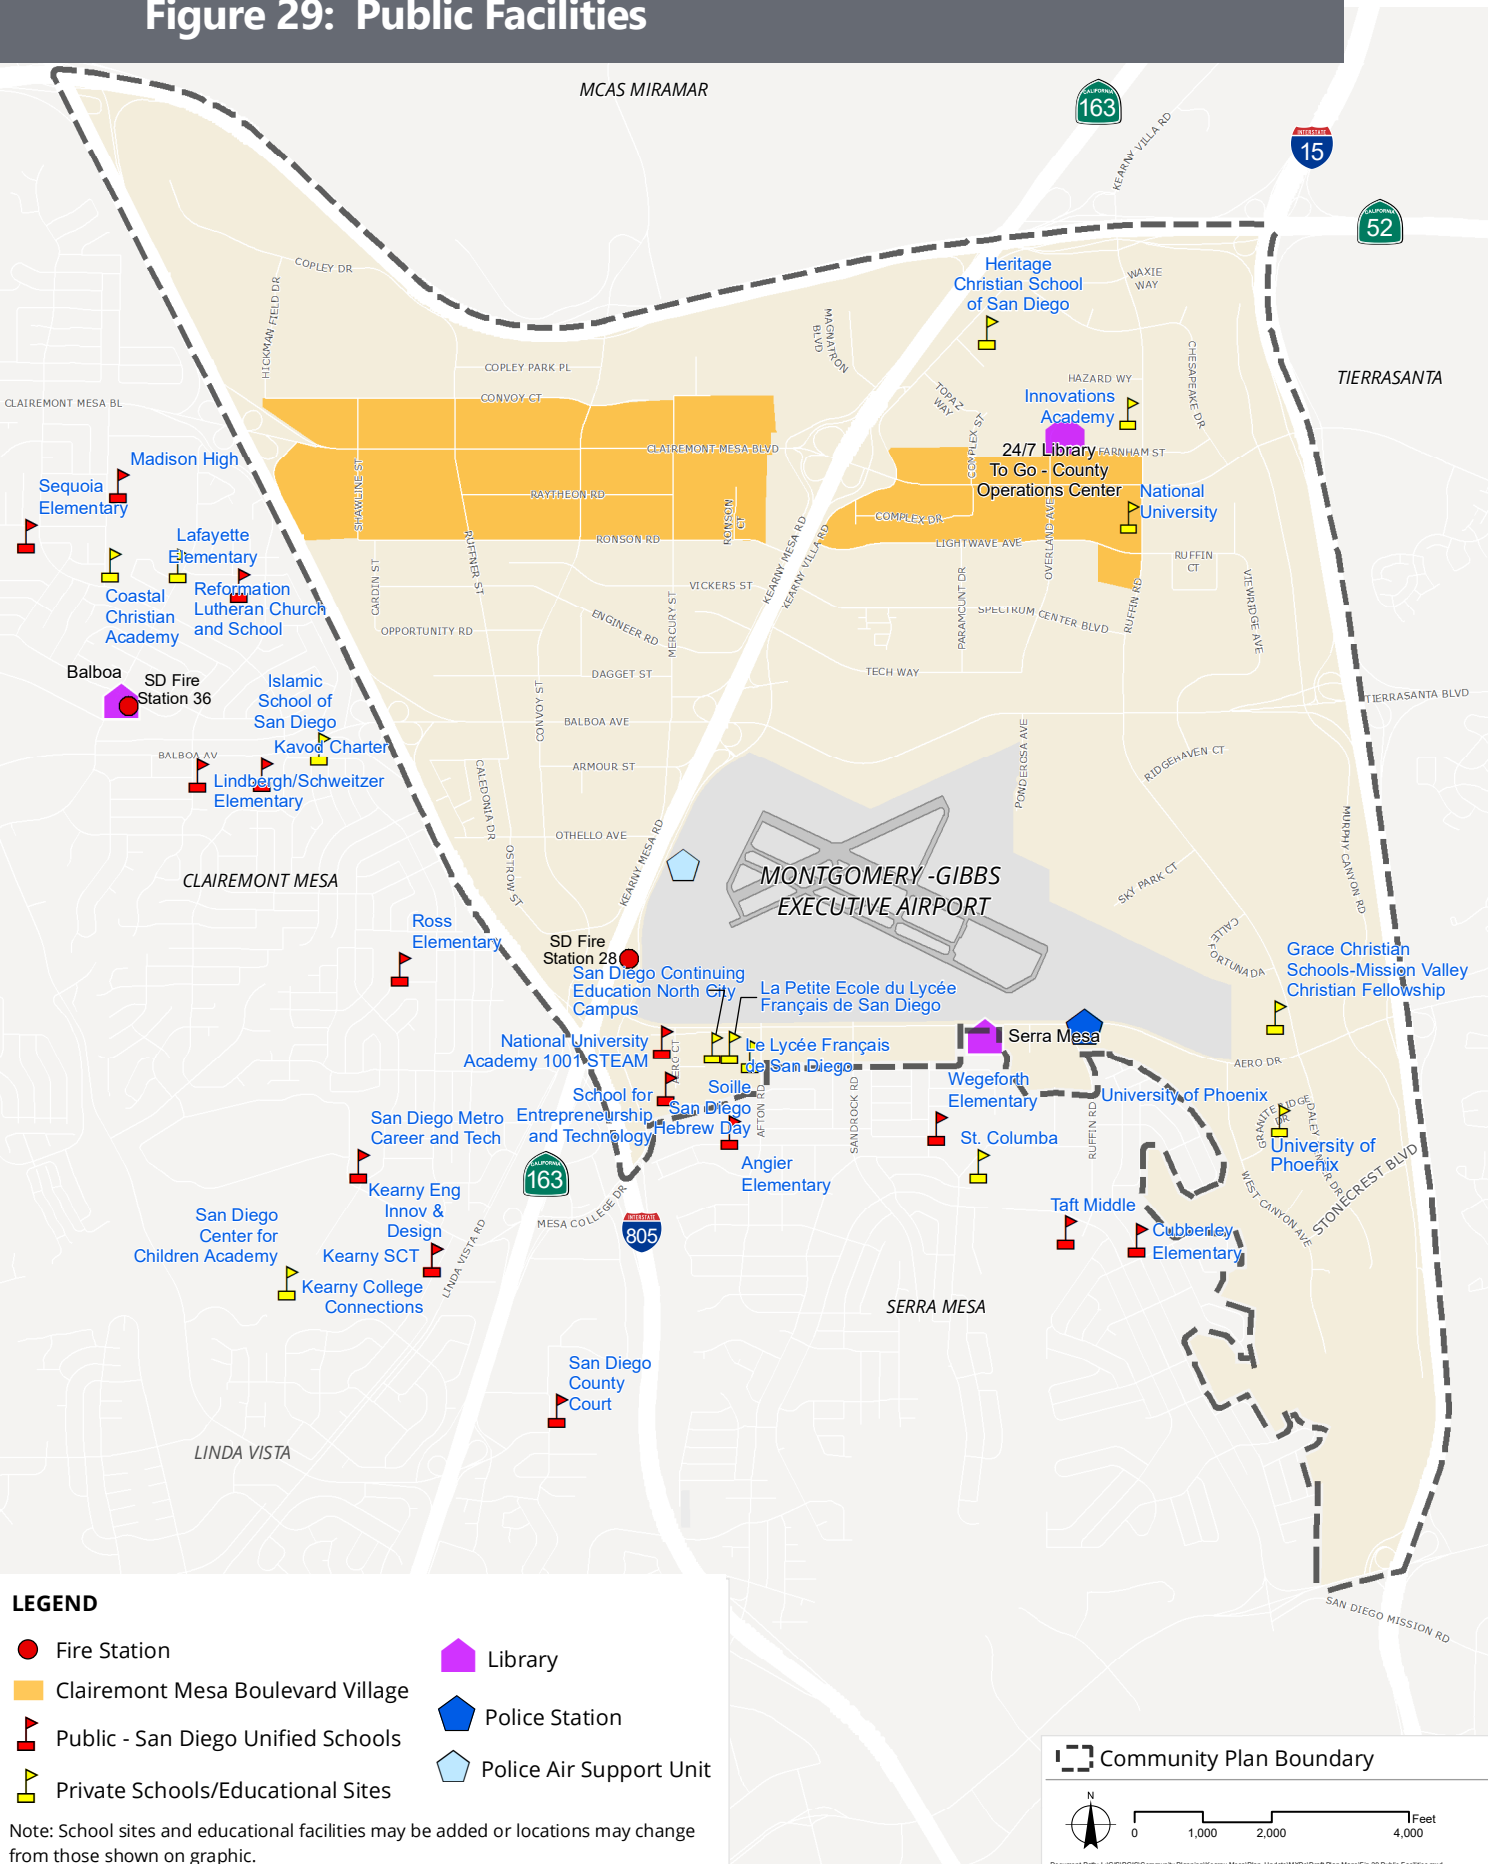 Figure 29: Public Facilities
MCAS MIRAMAR
CALIFORNIA
163
KEARNY VILLA RD
INTERSTATE
15
CALIFORNIA
52
COPLEY DR
HICKMAN FIELD DR
Heritage
Christian School
of San Diego
WAXIE
WAY
MAGNATRON
BLVD
CHESAPEAKE DR
TIERRASANTA
COPLEY PARK PL
CONVOY CT
CLAIREMONT MESA BL
HAZARD WY
TOPAZ
WAY
Innovations
Academy
COMPLEX ST
CLAIREMONT MESA BLVD
24/7 Library
To Go - County
Operations Center
FARNHAM ST
Madison High
Sequoia
Elementary
SHAWLINE ST
RAYTHEON RD
RONSON
CT
National
University
COMPLEX DR
OVERLAND AVE
Lafayette
Elementary
RUFFNER ST
RONSON RD
KEARNY MESA RD
KEARNY VILLA RD
LIGHTWAVE AVE
RUFFIN
CT
Reformation
Lutheran Church
and School
Coastal
Christian
Academy
CARDIN ST
VICKERS ST
MERCURY ST
ENGINEER RD
OPPORTUNITY RD
PARAMOUNT DR
SPECTRUM CENTER BLVD
RUFFIN RD
VIEWRIDGE AVE
Balboa
SD Fire
Station 36
Islamic
School of
San Diego
DAGGET ST
TECH WAY
TIERRASANTA BLVD
CONVOY ST
BALBOA AVE
Kavod Charter
BALBOA AV
Lindbergh/Schweitzer
Elementary
ARMOUR ST
CALEDONIA DR
PONDEROSA AVE
RIDGEHAVEN CT
OTHELLO AVE
KEARNY MESA RD
OSTROW ST
MURPHY CANYON RD
CLAIREMONT MESA
MONTGOMERY -GIBBS
EXECUTIVE AIRPORT
SKY PARK CT
Ross
Elementary
SD Fire
Station 28
CALLE
FORTUNADA
Grace Christian
Schools-Mission Valley
Christian Fellowship
San Diego Continuing
Education North City
Campus
La Petite Ecole du Lycée
Français de San Diego
National University
Academy 1001 STEAM
AERO CT
Le Lycée Français
de San Diego
Serra Mesa
AERO DR
School for
Entrepreneurship
and Technology
Soille
San Diego
Hebrew Day
AFTON RD
SANDROCK RD
Wegeforth
Elementary
RUFFIN RD
University of Phoenix
San Diego Metro
Career and Tech
St. Columba
University of
Phoenix
Angier
Elementary
STONECREST BLVD
WEST CANYON AVE
CALIFORNIA
163
MESA COLLEGE DR
INTERSTATE
805
Kearny Eng
Innov &
Design
San Diego
Center for
Children Academy
Kearny SCT
LINDA VISTA RD
Kearny College
Connections
Taft Middle
Cubberley
Elementary
SERRA MESA
San Diego
County
Court
LINDA VISTA
SAN DIEGO MISSION RD
LEGEND
Fire Station
Clairemont Mesa Boulevard Village
Public - San Diego Unified Schools
Private Schools/Educational Sites
Library
Police Station
Police Air Support Unit
Note: School sites and educational facilities may be added or locations may change
from those shown on graphic.
Community Plan Boundary
N
0 1,000 2,000 4,000
Feet